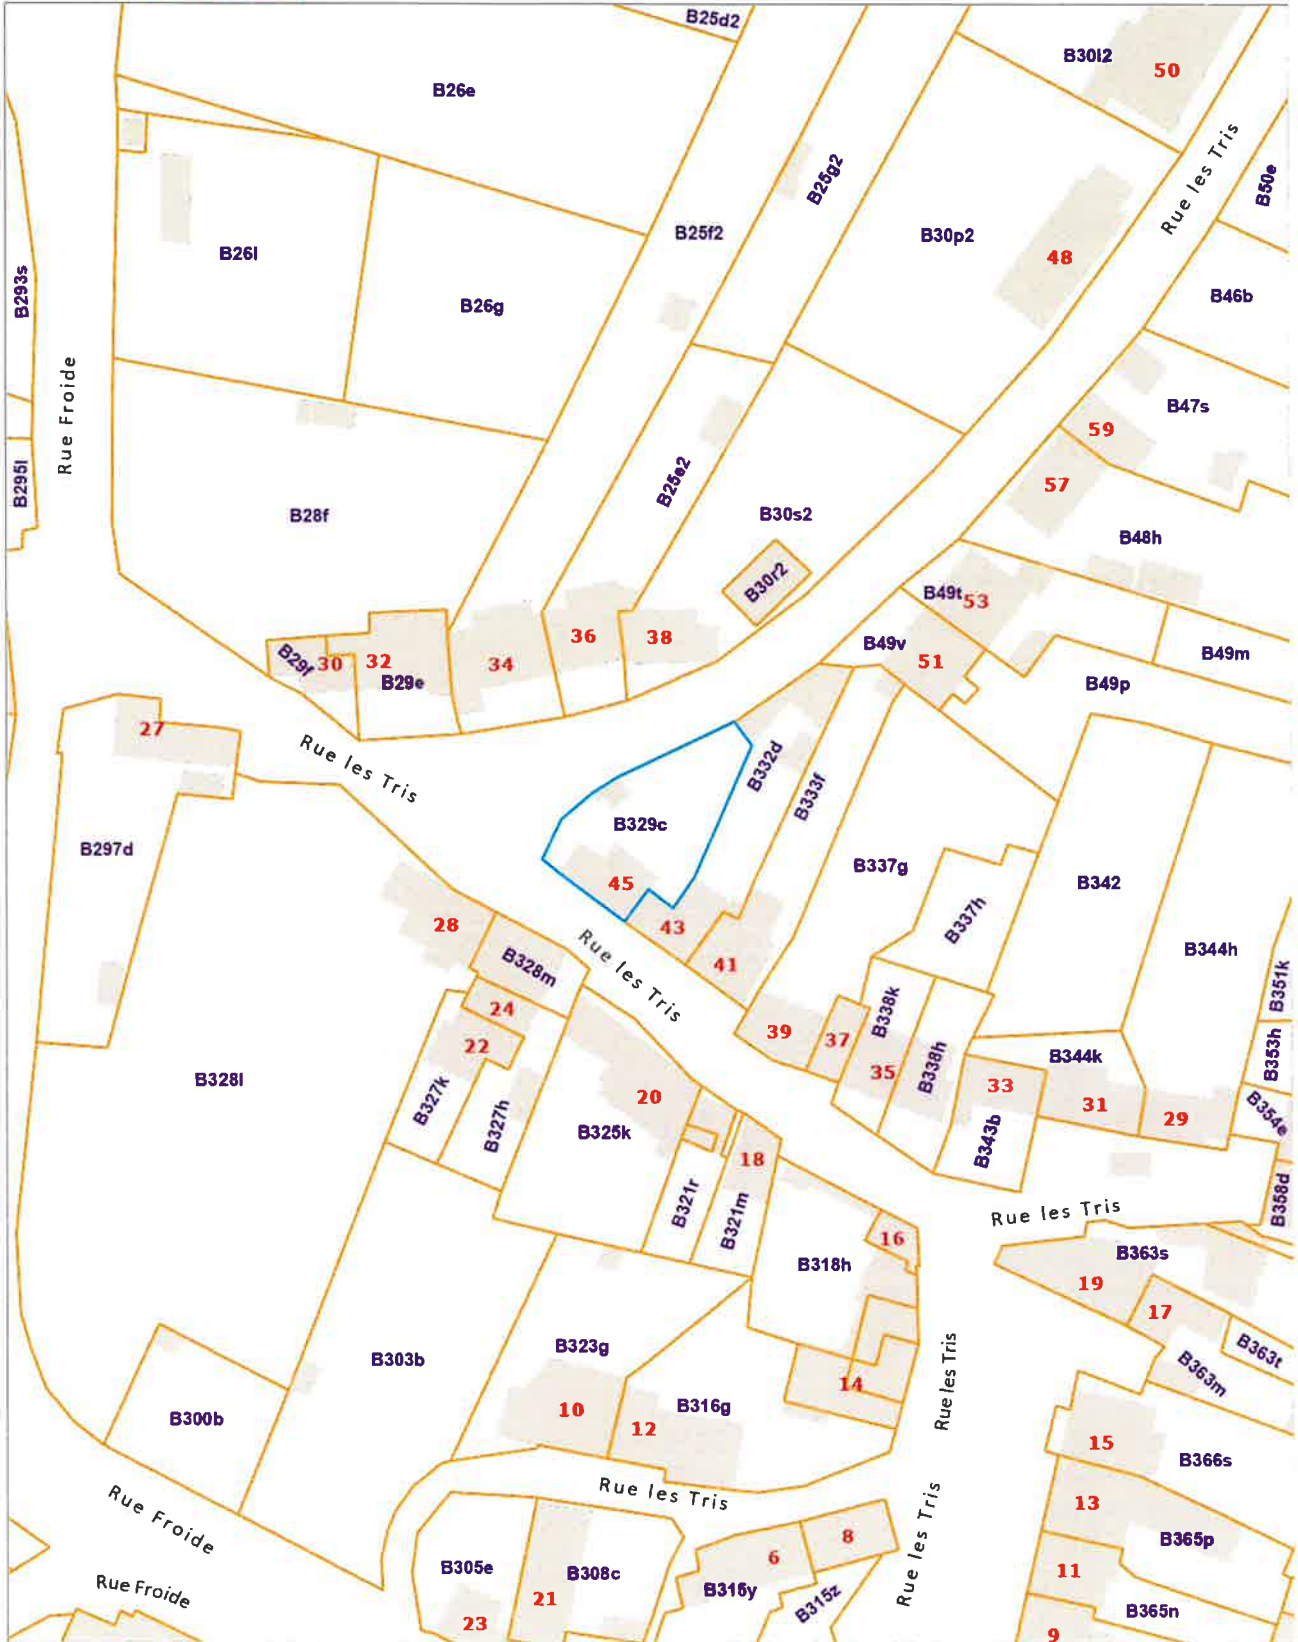 B25d2
B30l2
50
B26e
Rue les Tris
B25g2
B50e
B25f2
B30p2
B26l
48
B293s
B46b
B26g
Rue Froide
B47s
59
B295l
B25e2
57
B28f
B30s2
B48h
B30r2
B49t
53
B29f
30
32
B29e
34
36
38
B49v
51
B49m
B49p
27
Rue les Tris
B332d
B333f
B329c
B297d
B337g
45
B342
28
43
B337h
41
B344h
B328m
Rue les Tris
B351k
24
B338k
39
37
22
B353h
B328l
B338h
B344k
35
33
B327k
20
31
29
B354e
B327h
B325k
B343b
18
B321r
B321m
B358d
Rue les Tris
16
B363s
B318h
19
17
B323g
B303b
Rue les Tris
B363t
B363m
14
10
B316g
B300b
12
15
B366s
Rue les Tris
13
Rue Froide
Rue les Tris
B365p
8
6
B305e
B308c
11
Rue Froide
21
B315y
B315z
B365n
23
9